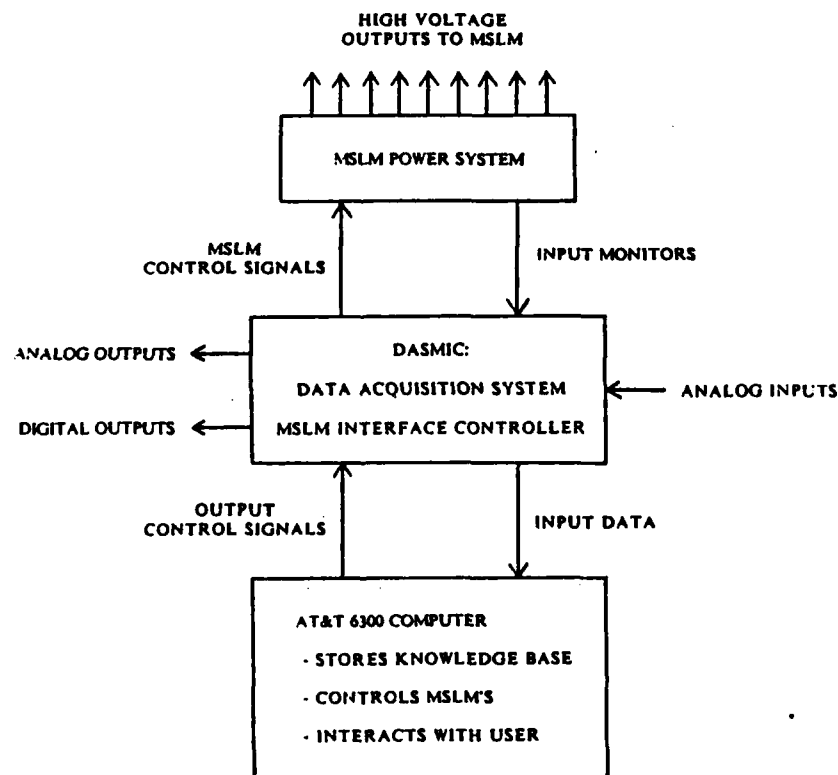 HIGH VOLTAGE
OUTPUTS TO MSLM
MSLM POWER SYSTEM
MSLM
CONTROL SIGNALS
INPUT MONITORS
DASMIC:
DATA ACQUISITION SYSTEM
MSLM INTERFACE CONTROLLER
ANALOG OUTPUTS
DIGITAL OUTPUTS
ANALOG INPUTS
OUTPUT
CONTROL SIGNALS
INPUT DATA
AT&T 6300 COMPUTER
- STORES KNOWLEDGE BASE
- CONTROLS MSLM'S
- INTERACTS WITH USER